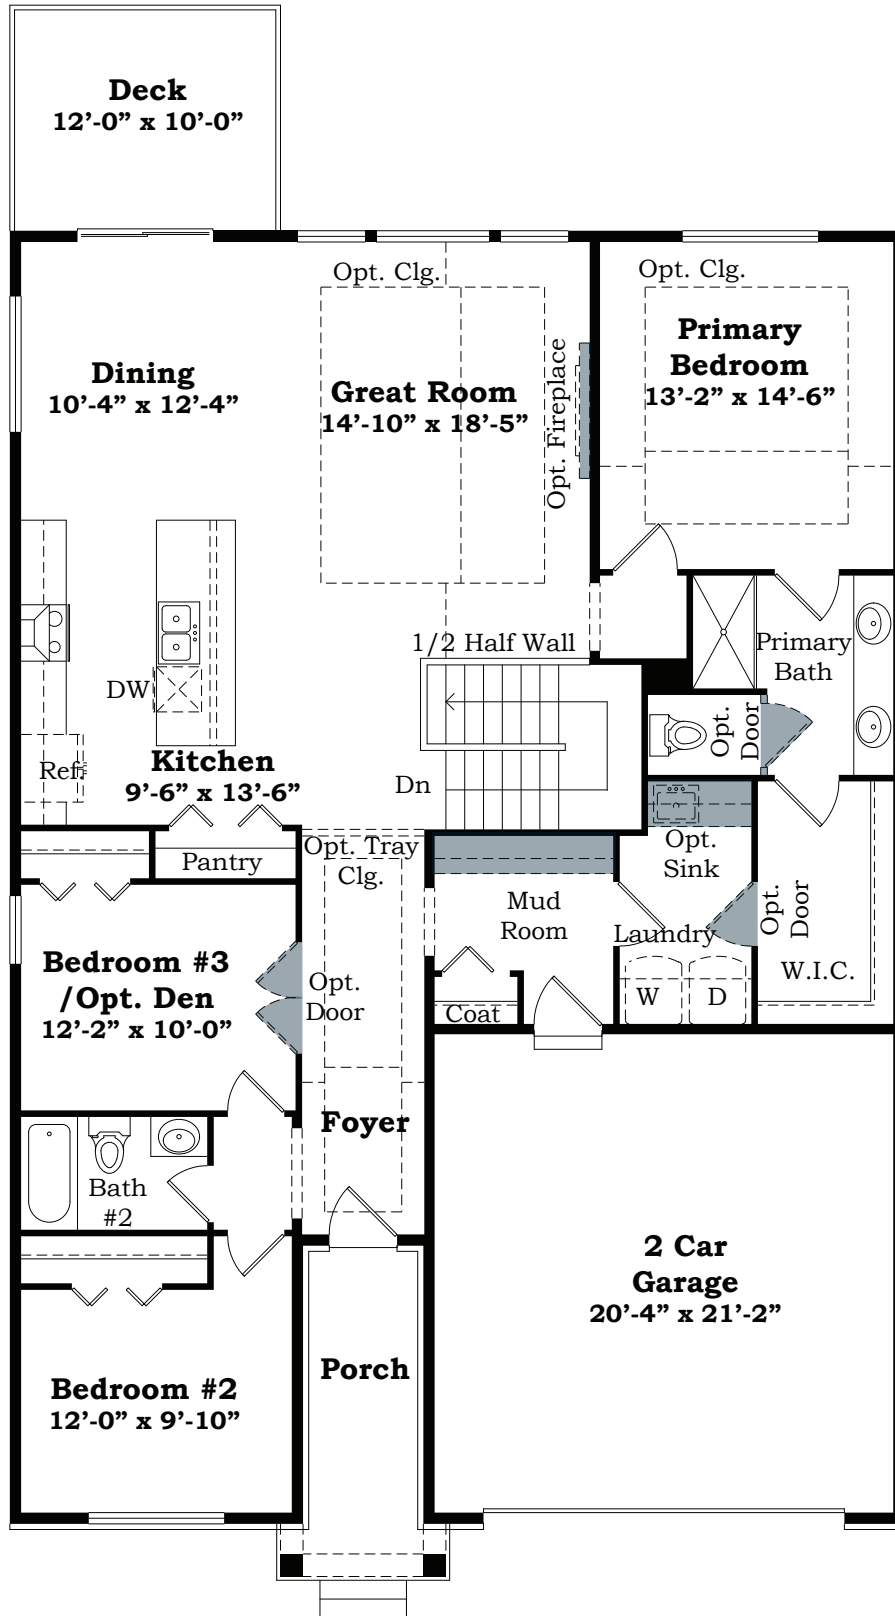 Deck
12’-0” x 10’-0”
Opt. Clg.
Opt. Clg.
Primary
Bedroom
13’-2” x 14’-6”
Dining
10’-4” x 12’-4”
Great Room
14’-10” x 18’-5”
Opt. Fireplace
1/2 Half Wall
Primary
Bath
DW
Opt.
Door
Ref.
Kitchen
9’-6” x 13’-6”
Dn
Pantry
Opt. Tray
Clg.
Opt.
Sink
Mud
Room
Laundry
Opt.
Door
W.I.C.
Bedroom #3
/Opt. Den
12’-2” x 10’-0”
Opt.
Door
W
D
Coat
Foyer
Bath
#2
2 Car
Garage
20’-4” x 21’-2”
Porch
Bedroom #2
12’-0” x 9’-10”